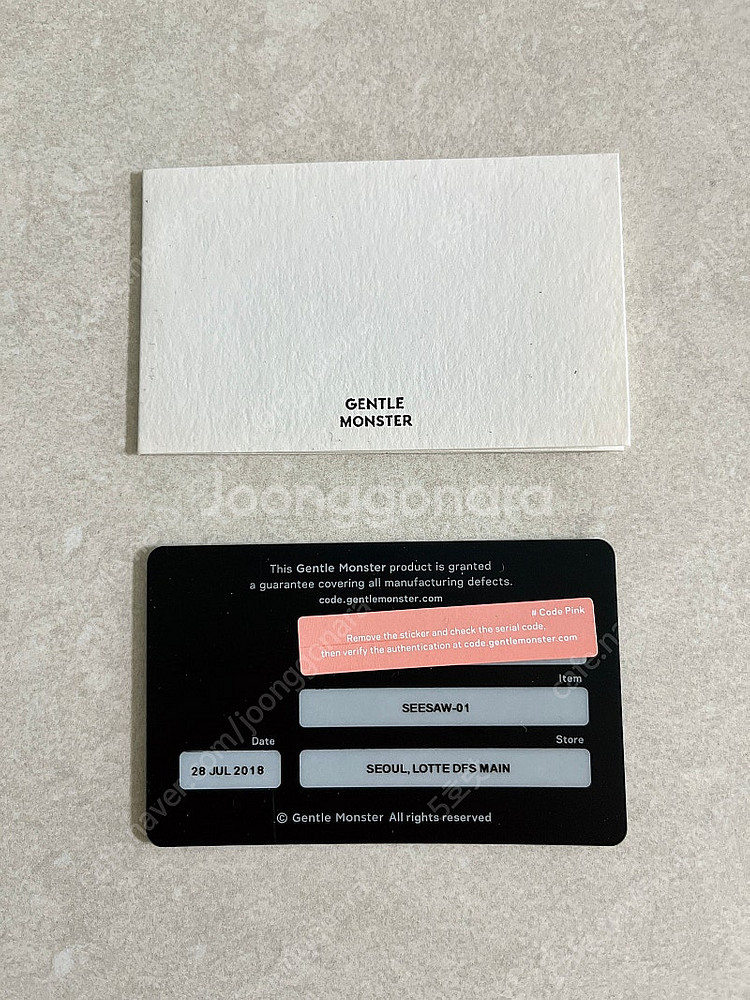 GENTLE
MONSTER
Joonggonara
This Gentle Monster product is granted
a guarantee covering all manufacturing defects.
code.gentlemonster.com
# Code Pink
Remove the sticker and check the serial code,
then verify the authentication at code.gentlemonster.com
Item
SEESAW-01
Date
Store
28 JUL 2018
SEOUL, LOTTE DFS MAIN
© Gentle Monster All rights reserved